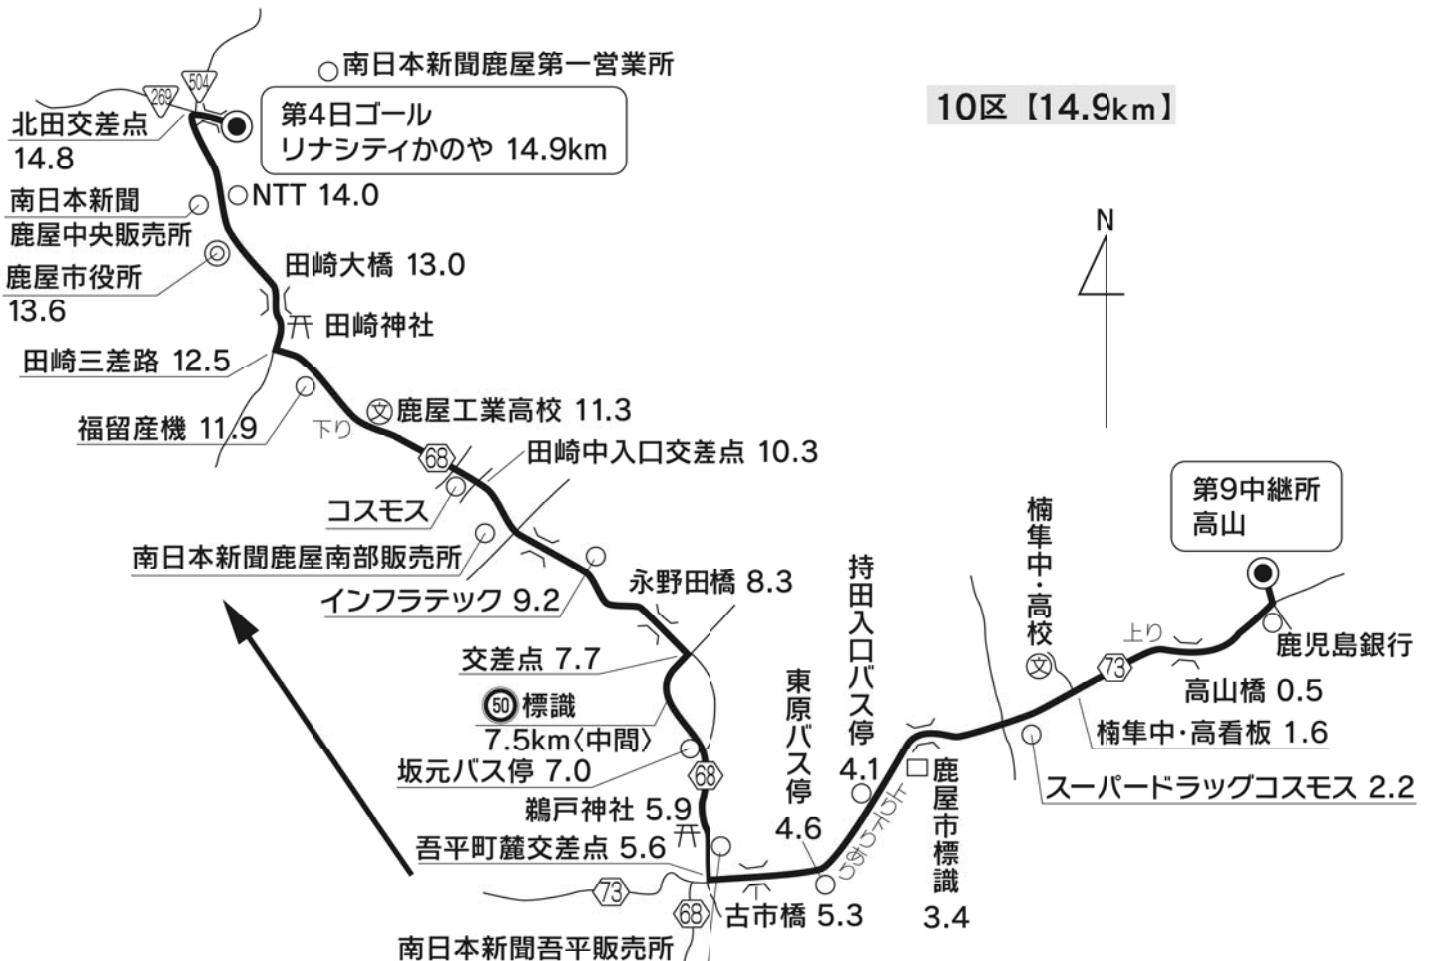 南日本新聞鹿屋第一営業所
504
269
10区【14.9km】
第4日ゴール
リナシティかのや 14.9km
北田交差点
14.8
NTT 14.0
南日本新聞
鹿屋中央販売所
N
田崎大橋 13.0
鹿屋市役所
13.6
田崎神社
田崎三差路 12.5
鹿屋工業高校 11.3
文
福留産機 11.9
下り
68
田崎中入口交差点 10.3
コスモス
第9中継所
高山
南日本新聞鹿屋南部販売所
インフラテック 9.2
永野田橋 8.3
持田入口バス停
4.1
楠隼中・高校
文
上り
73
鹿児島銀行
高山橋 0.5
交差点 7.7
東原バス停
4.6
50 標識
7.5km〈中間〉
楠隼中・高看板 1.6
坂元バス停 7.0
68
鹿屋市標識
3.4
スーパードラッグコスモス 2.2
鵜戸神社 5.9
吾平町麓交差点 5.6
73
68
古市橋 5.3
南日本新聞吾平販売所